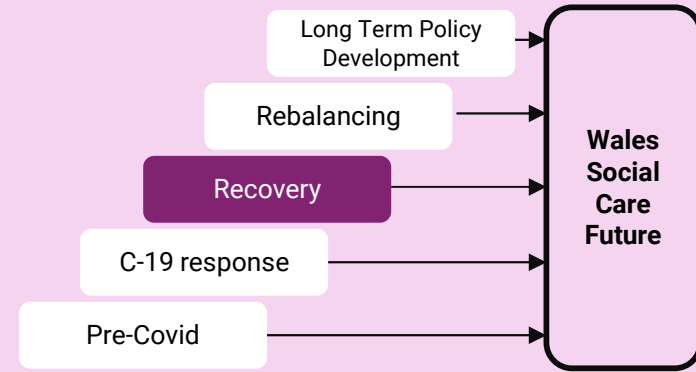 Long Term Policy
Development
Rebalancing
Recovery
C-19 response
Pre-Covid
Wales
Social
Care
Future